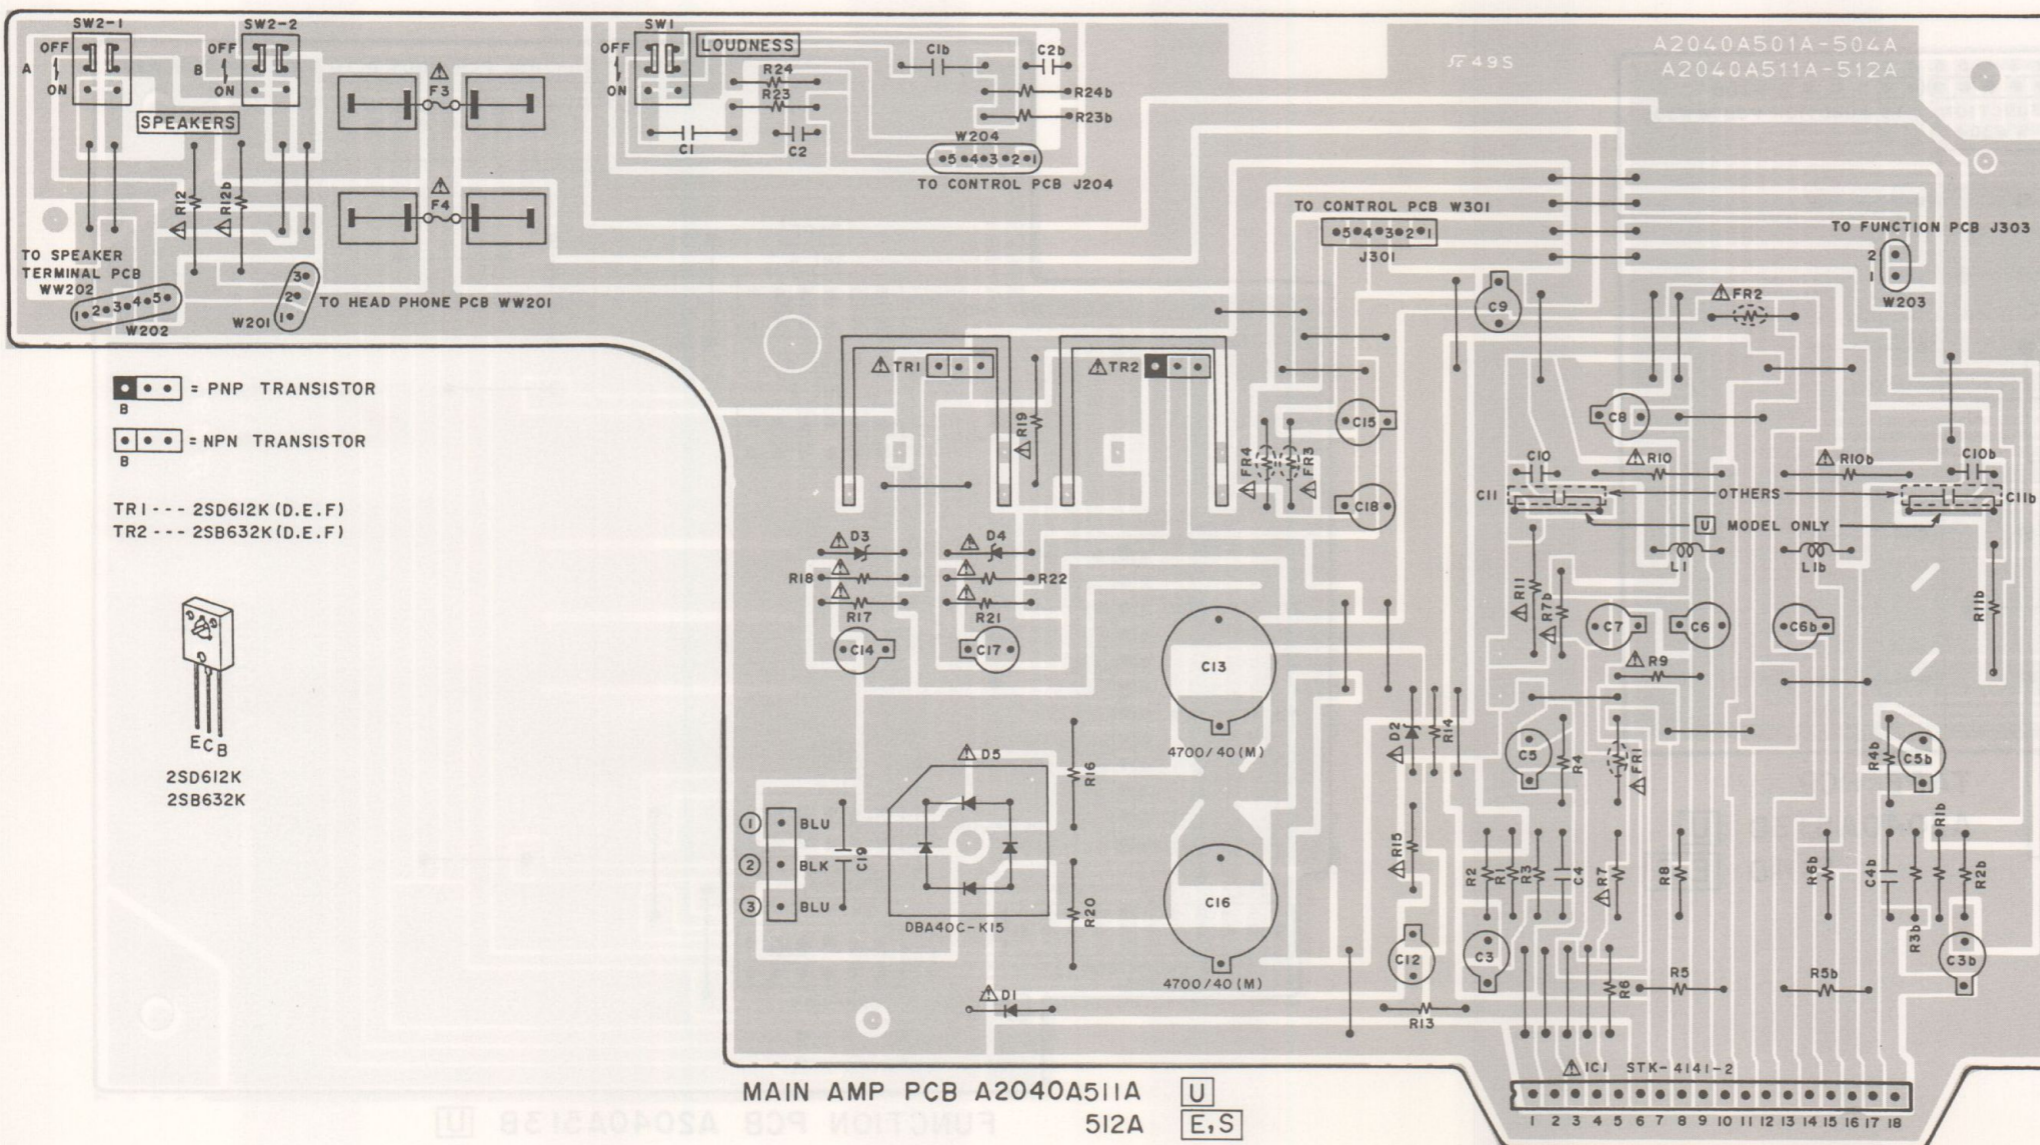 SW2-1
SW2-2
OFF
A
ON
OFF
B
ON
SPEAKERS
F3
F4
R12
R12b
TO SPEAKER
TERMINAL PCB
WW202
1 2 3 4 5
W202
3
2
1
W201
TO HEAD PHONE PCB WW201
SW1
OFF
ON
LOUDNESS
R24
R23
C1
C2
C1b
C2b
R24b
R23b
W204
5 4 3 2 1
TO CONTROL PCB J204
49S
A2040A501A-504A
A2040A511A-512A
TO CONTROL PCB W301
5 4 3 2 1
J301
TO FUNCTION PCB J303
2
1
W203
C9
FR2
B
= PNP TRANSISTOR
B
= NPN TRANSISTOR
TR1 --- 2SD612K (D.E.F)
TR2 --- 2SB632K (D.E.F)
ECB
2SD612K
2SB632K
TR1
TR2
R19
FR4
FR3
C15
C18
C8
C10
R10
R10b
C10b
C11
OTHERS
C11b
U MODEL ONLY
D3
D4
R18
R22
R17
R21
C14
C17
C13
4700/40 (M)
L1
L1b
R11
R7b
R11b
C7
C6
C6b
R9
D2
R14
C5
R4
FR1
R4b
C5b
D5
R16
1 BLU
2 BLK
3 BLU
C19
DBA40C-K15
R20
C16
4700/40 (M)
R15
R2
R1
R3
C4
R7
R8
R6b
C4b
R3b
R1b
R2b
C12
C3
R6
R5
R5b
C3b
D1
R13
IC1 STK-4141-2
1 2 3 4 5 6 7 8 9 10 11 12 13 14 15 16 17 18
MAIN AMP PCB A2040A511A U
512A E,S
FUNCTION PCB A2040A513B U